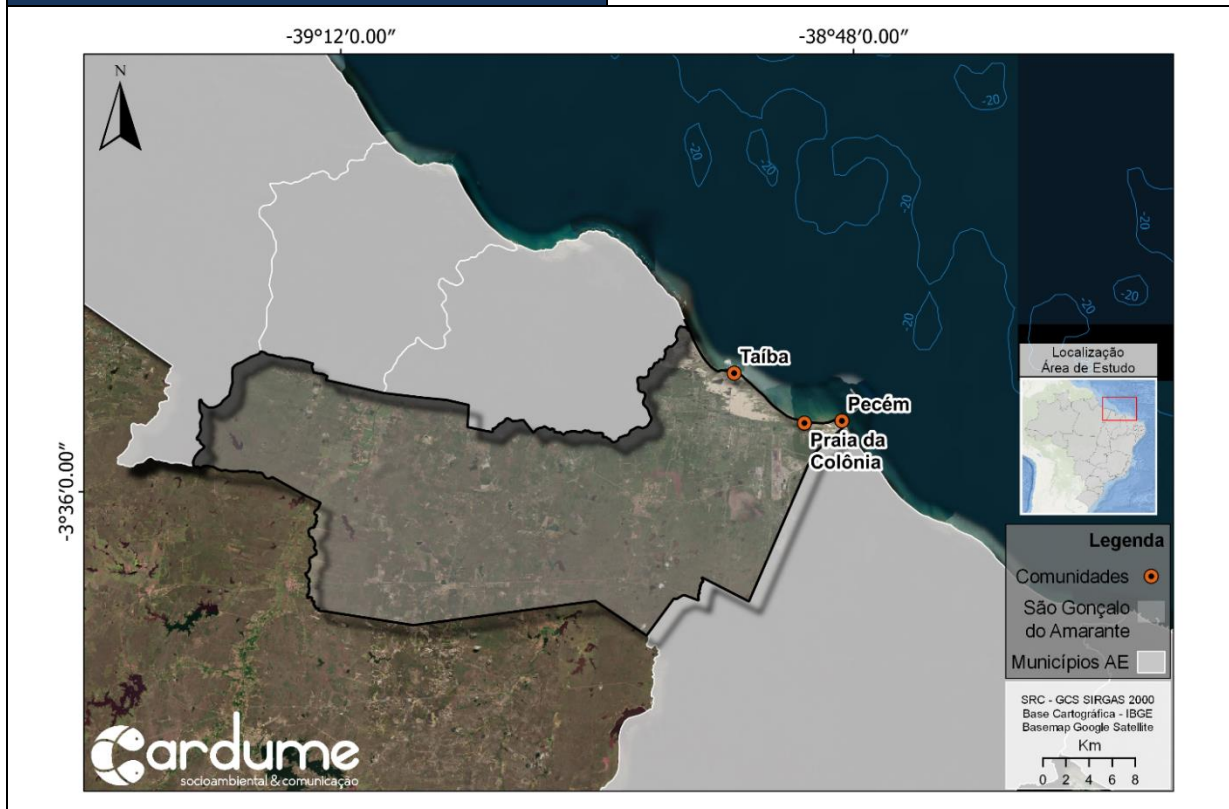 -39°12′0.00″
-38°48′0.00″
N
-20
-20
-20
-20
-20
-20
-20
-20
Taíba
Pecém
Praia da
Colônia
-3°36′0.00″
Localização
Área de Estudo
Legenda
Comunidades
São Gonçalo
do Amarante
Municípios AE
SRC - GCS SIRGAS 2000
Base Cartográfica - IBGE
Basemap Google Satellite
Km
0 2 4 6 8
Cardume
socioambiental & comunicação